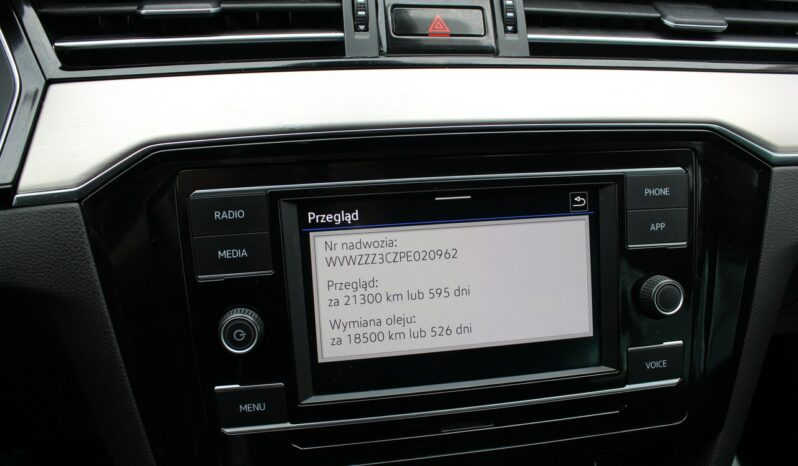 RADIO
MEDIA
MENU
Przegląd
Nr nadwozia:
WVWZZZ3CZPE020962
Przegląd:
za 21300 km lub 595 dni
Wymiana oleju:
za 18500 km lub 526 dni
PHONE
APP
VOICE